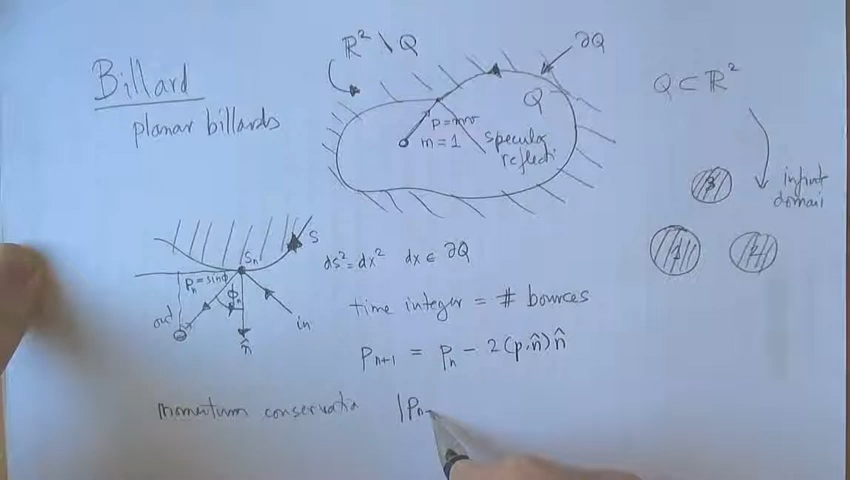 Billard
planar billards
ℝ² \ Q
∂Q
Q
p = mv
m = 1
specular
reflecti
Q ⊂ ℝ²
infinit
domain
3
1
2
S
Sₙ
Pₙ = sinϕ
ϕₙ
out
in
n̂
ds² = dx² dx ∈ ∂Q
time integer = # bounces
Pₙ₊₁ = Pₙ − 2(p·n̂)n̂
Momentum conservatio |Pₙ